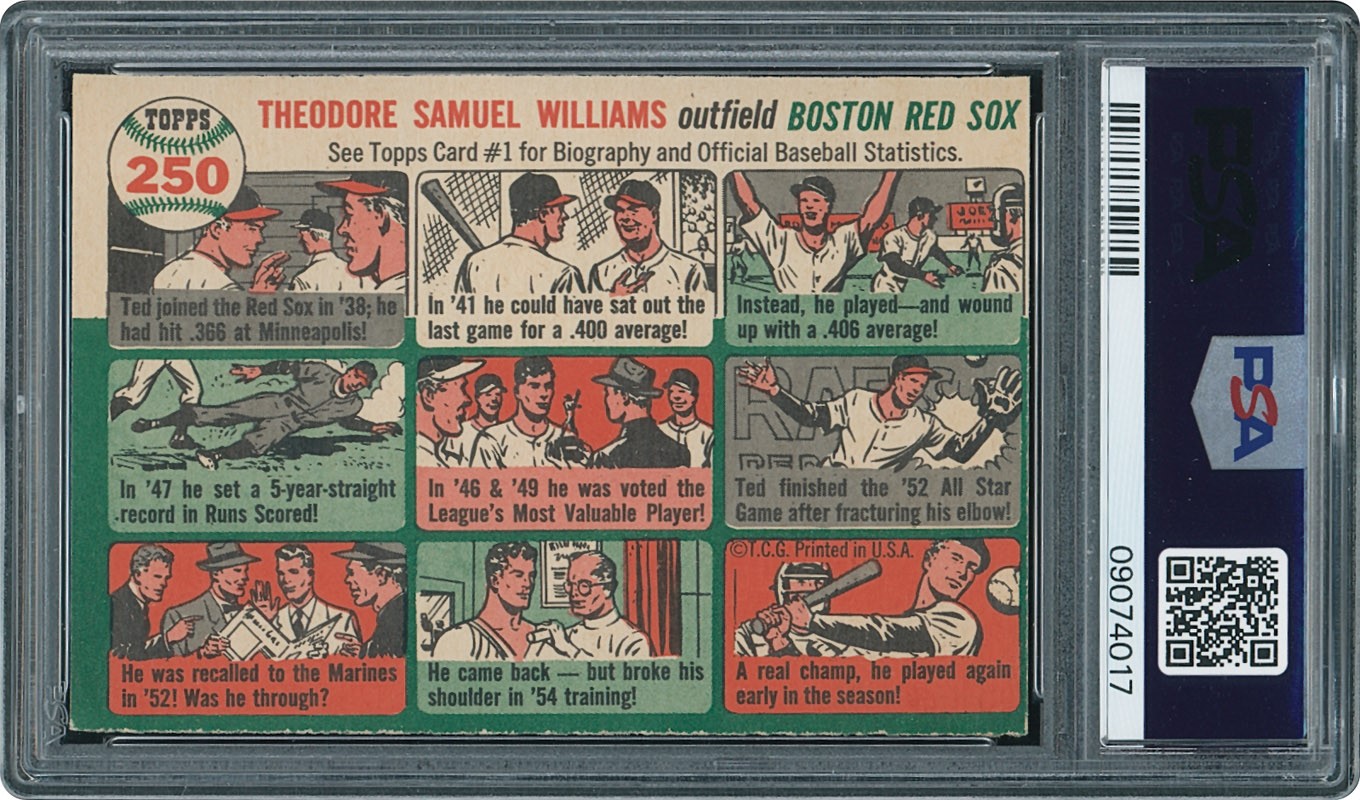 TOPPS
250
THEODORE SAMUEL WILLIAMS outfield BOSTON RED SOX
See Topps Card #1 for Biography and Official Baseball Statistics.
Ted joined the Red Sox in '38; he
had hit .366 at Minneapolis!
In '41 he could have sat out the
last game for a .400 average!
JOE'S
Instead, he played—and wound
up with a .406 average!
In '47 he set a 5-year-straight
record in Runs Scored!
In '46 & '49 he was voted the
League's Most Valuable Player!
Ted finished the '52 All Star
Game after fracturing his elbow!
He was recalled to the Marines
in '52! Was he through?
He came back — but broke his
shoulder in '54 training!
©T.C.G. Printed in U.S.A.
A real champ, he played again
early in the season!
PSA
PSA
09074017